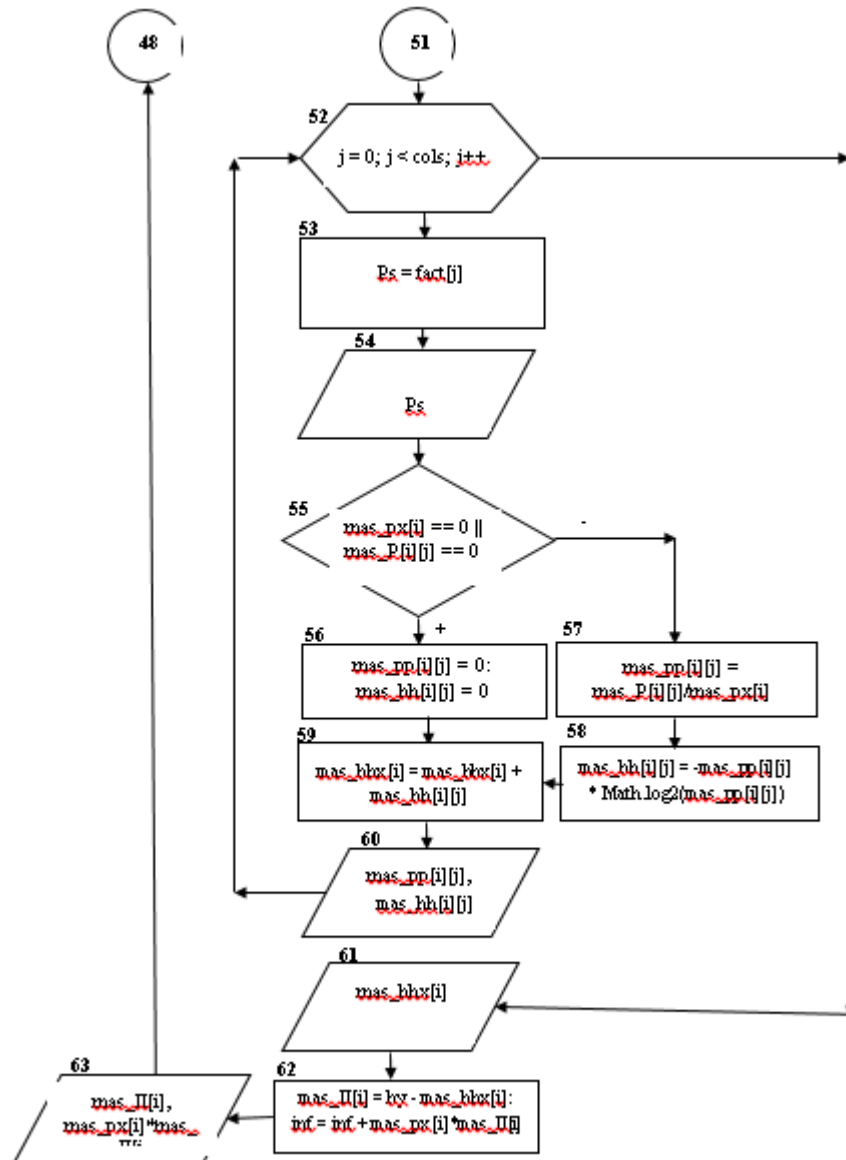 48
51
52
j = 0; j < cols; j++
53
Ps = fact[j]
54
Ps
55
mas_px[i] == 0 ||
mas_P[i][j] == 0
-
+
56
mas_pp[i][j] = 0:
mas_hh[i][j] = 0
57
mas_pp[i][j] =
mas_P[i][j]/mas_px[i]
58
mas_hh[i][j] = -mas_pp[i][j]
* Math.log2(mas_pp[i][j])
59
mas_hhx[i] = mas_hhx[i] +
mas_hh[i][j]
60
mas_pp[i][j],
mas_hh[i][j]
61
mas_hhx[i]
62
mas_II[i] = hy - mas_hhx[i]:
inf = inf + mas_px[i]*mas_II[i]
63
mas_II[i],
mas_px[i]*mas_